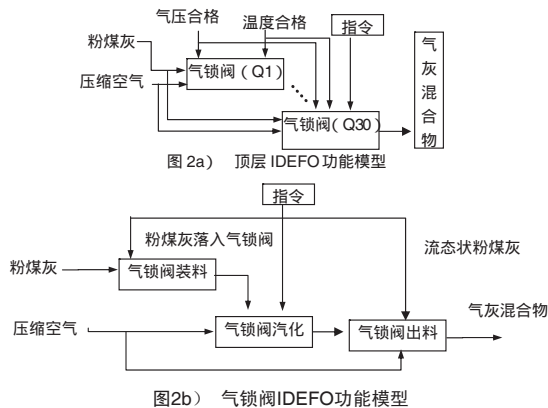 气压合格
温度合格
指令
粉煤灰
压缩空气
气锁阀（Q1）
气锁阀（Q30）
气灰混合物
图 2a） 顶层 IDEFO 功能模型
指令
粉煤灰落入气锁阀
流态状粉煤灰
粉煤灰
气锁阀装料
气灰混合物
压缩空气
气锁阀汽化
气锁阀出料
图2b） 气锁阀IDEFO功能模型